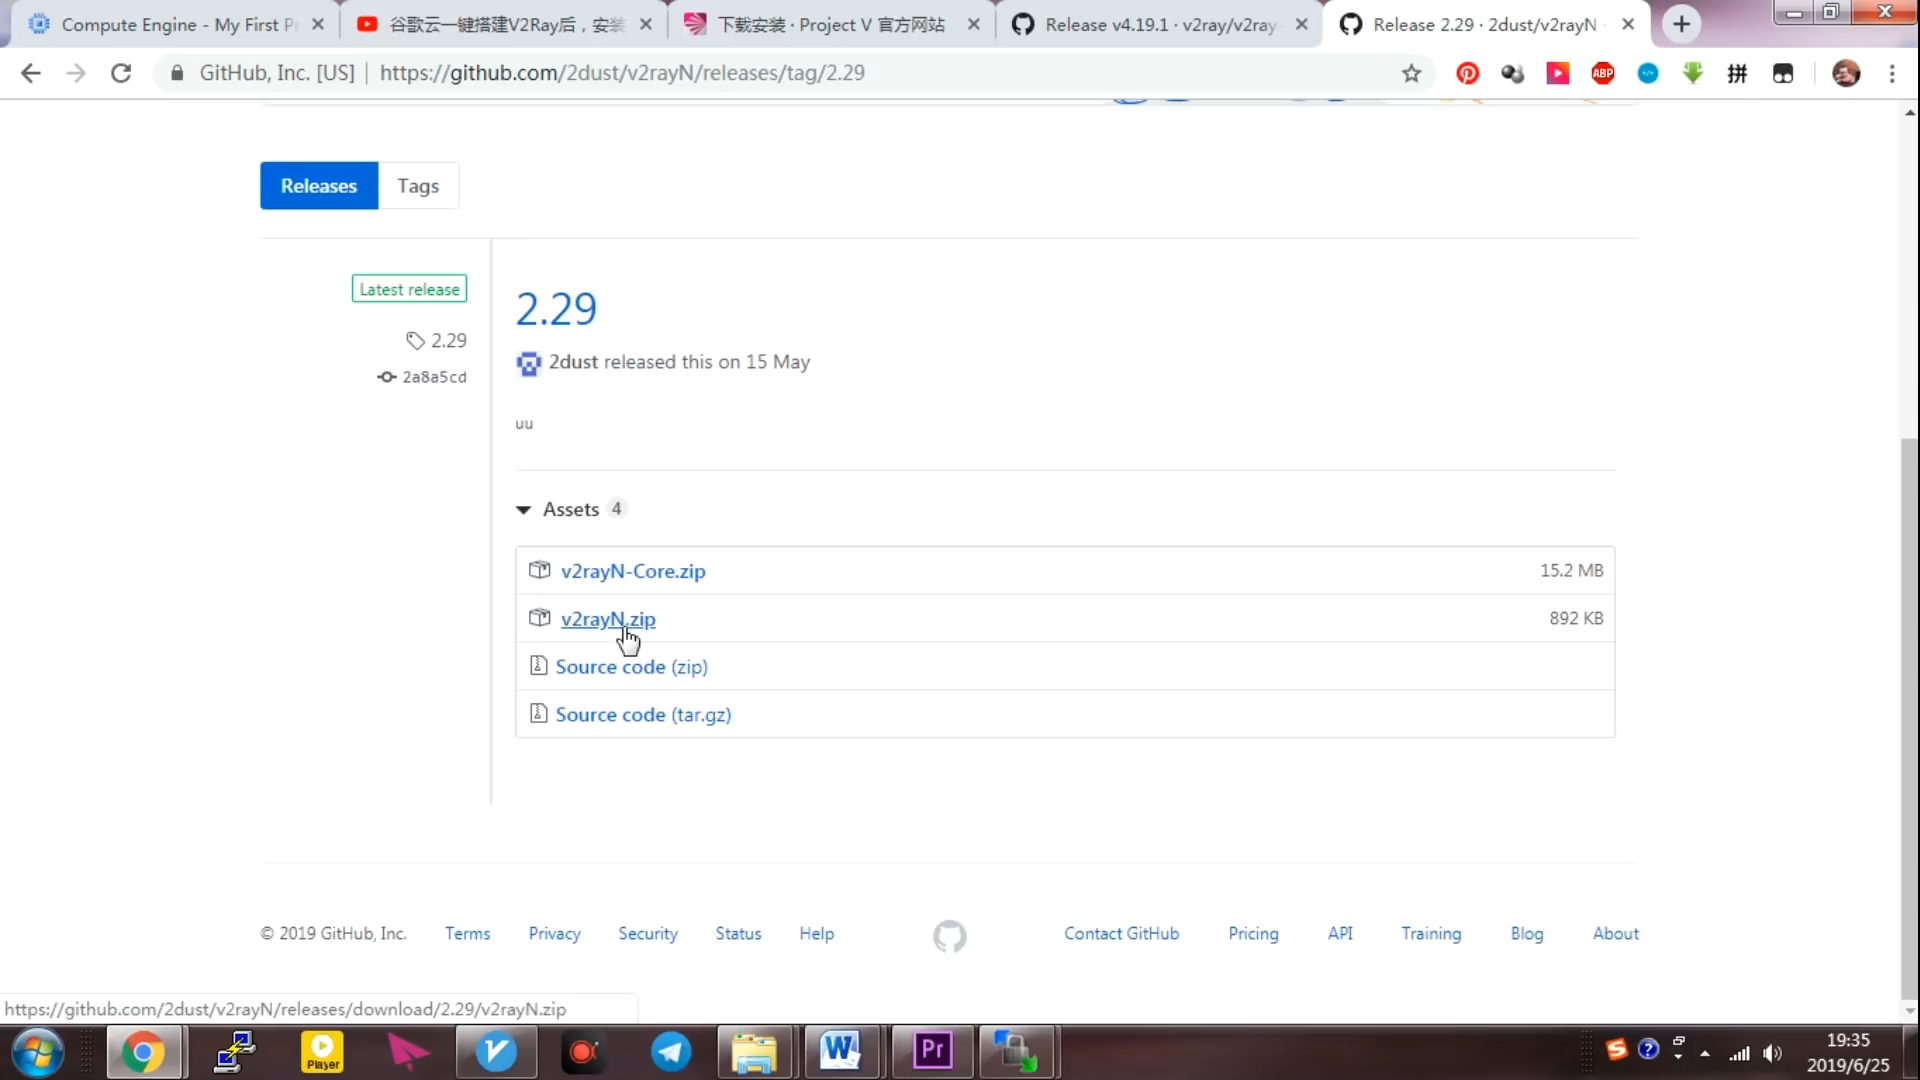 Compute Engine - My First Pr
谷歌云一键搭建V2Ray后，安装
下载安装 · Project V 官方网站
Release v4.19.1 · v2ray/v2ray-
Release 2.29 · 2dust/v2rayN ·
GitHub, Inc. [US] | https://github.com/2dust/v2rayN/releases/tag/2.29
ABP
拼
Releases
Tags
Latest release
2.29
2a8a5cd
2.29
2dust released this on 15 May
uu
Assets 4
v2rayN-Core.zip 15.2 MB
v2rayN.zip 892 KB
Source code (zip)
Source code (tar.gz)
© 2019 GitHub, Inc. Terms Privacy Security Status Help Contact GitHub Pricing API Training Blog About
https://github.com/2dust/v2rayN/releases/download/2.29/v2rayN.zip
Player
Pr
19:35
2019/6/25